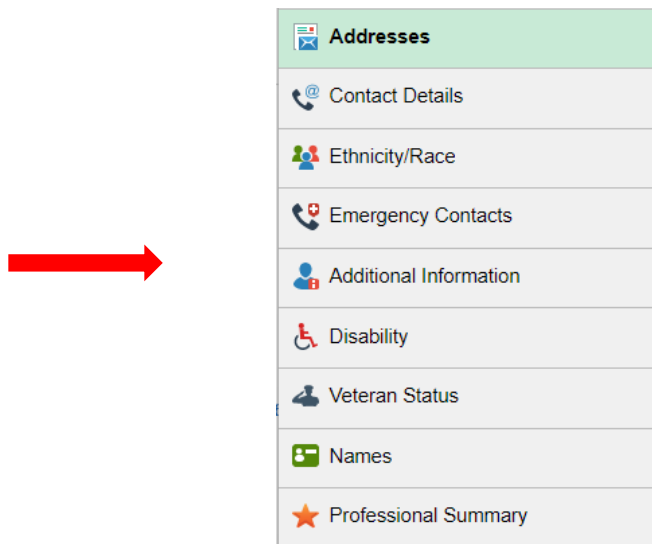 Addresses
Contact Details
Ethnicity/Race
Emergency Contacts
Additional Information
Disability
Veteran Status
Names
Professional Summary